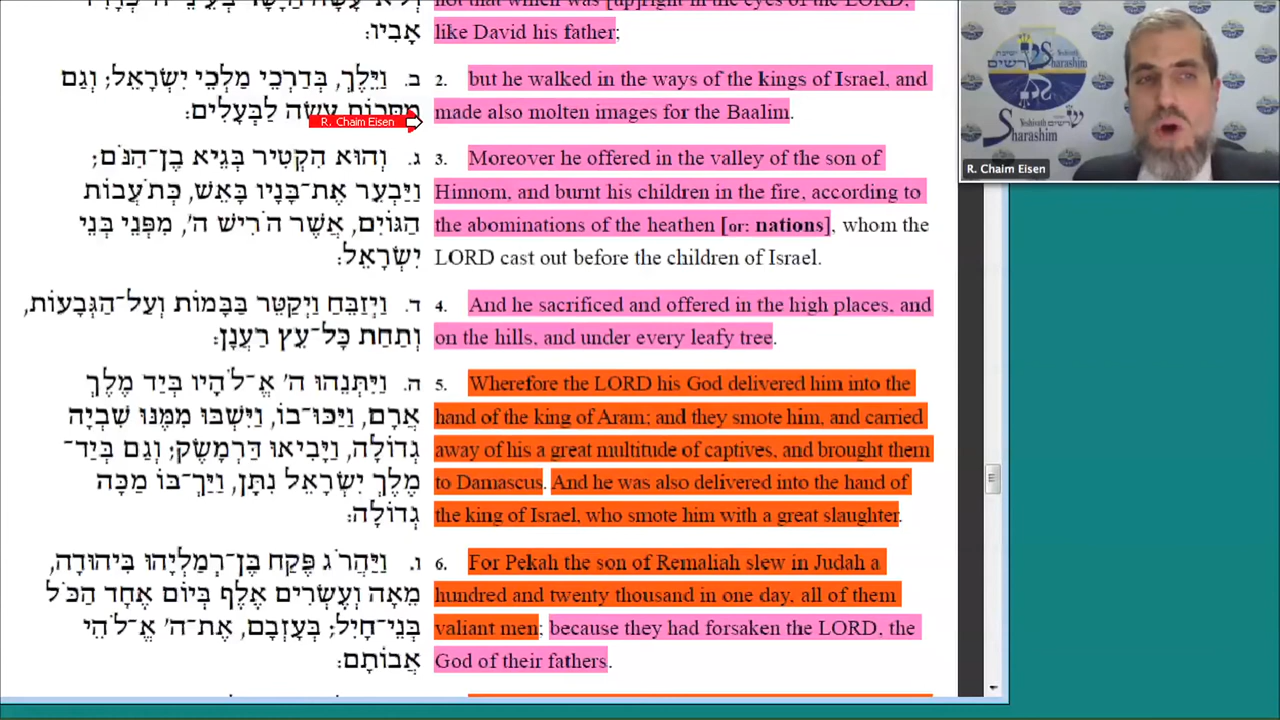 not that which was [up]right in the eyes of the LORD,
אָבִיו׃
like David his father;
ב. וַיֵּלֶךְ, בְּדַרְכֵי מַלְכֵי יִשְׂרָאֵל; וְגַם
עָשָׂה לַבְּעָלִים׃
R. Chaim Eisen
2. but he walked in the ways of the kings of Israel, and
made also molten images for the Baalim.
ג. וְהוּא הִקְטִיר בְּגֵיא בֶן־הִנֹּם;
וַיַּבְעֵר אֶת־בָּנָיו בָּאֵשׁ, כְּתֹעֲבוֹת
הַגּוֹיִם, אֲשֶׁר הֹרִישׁ ה', מִפְּנֵי בְּנֵי
יִשְׂרָאֵל׃
3. Moreover he offered in the valley of the son of
Hinnom, and burnt his children in the fire, according to
the abominations of the heathen [or: nations], whom the
LORD cast out before the children of Israel.
ד. וַיְזַבֵּחַ וַיְקַטֵּר בַּבָּמוֹת וְעַל־הַגְּבָעוֹת,
וְתַחַת כָּל־עֵץ רַעֲנָן׃
4. And he sacrificed and offered in the high places, and
on the hills, and under every leafy tree.
ה. וַיִּתְּנֵהוּ ה' אֱ־לֹהָיו בְּיַד מֶלֶךְ
אֲרָם, וַיַּכּוּ־בוֹ, וַיִּשְׁבּוּ מִמֶּנּוּ שִׁבְיָה
גְדוֹלָה, וַיָּבִיאוּ דַּרְמָשֶׂק; וְגַם בְּיַד־
מֶלֶךְ יִשְׂרָאֵל נִתָּן, וַיַּךְ־בּוֹ מַכָּה
גְדוֹלָה׃
5. Wherefore the LORD his God delivered him into the
hand of the king of Aram; and they smote him, and carried
away of his a great multitude of captives, and brought them
to Damascus. And he was also delivered into the hand of
the king of Israel, who smote him with a great slaughter.
ו. וַיַּהֲרֹג פֶּקַח בֶּן־רְמַלְיָהוּ בִּיהוּדָה,
מֵאָה וְעֶשְׂרִים אֶלֶף בְּיוֹם אֶחָד הַכֹּל
בְּנֵי־חָיִל; בְּעָזְבָם, אֶת־ה' אֱ־לֹהֵי
אֲבוֹתָם׃
6. For Pekah the son of Remaliah slew in Judah a
hundred and twenty thousand in one day, all of them
valiant men; because they had forsaken the LORD, the
God of their fathers.
Yeshivath
Sharashim
שרשים
R. Chaim Eisen